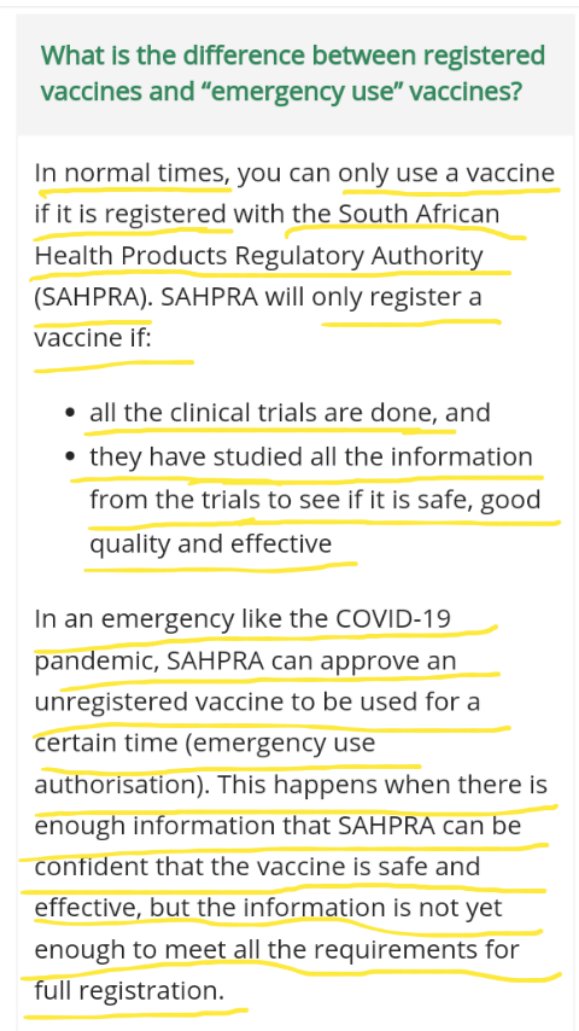 What is the difference between registered
vaccines and “emergency use” vaccines?
In normal times, you can only use a vaccine
if it is registered with the South African
Health Products Regulatory Authority
(SAHPRA). SAHPRA will only register a
vaccine if:
• all the clinical trials are done, and
• they have studied all the information
from the trials to see if it is safe, good
quality and effective
In an emergency like the COVID-19
pandemic, SAHPRA can approve an
unregistered vaccine to be used for a
certain time (emergency use
authorisation). This happens when there is
enough information that SAHPRA can be
confident that the vaccine is safe and
effective, but the information is not yet
enough to meet all the requirements for
full registration.